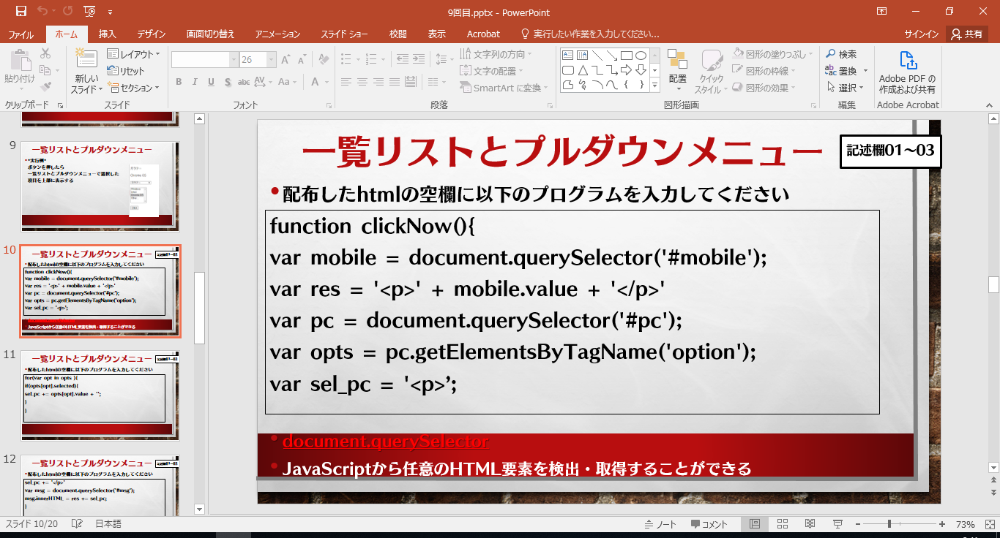 9回目.pptx - PowerPoint
ファイル
ホーム
挿入
デザイン
画面切り替え
アニメーション
スライド ショー
校閲
表示
Acrobat
実行したい作業を入力してください...
サインイン
共有
貼り付け
新しい
スライド
レイアウト
リセット
セクション
26
B I U S abc AV Aa A
文字列の方向
文字の配置
SmartArt に変換
配置
クイック
スタイル
図形の塗りつぶし
図形の枠線
図形の効果
検索
置換
選択
Adobe PDF の
作成および共有
クリップボード
スライド
フォント
段落
図形描画
編集
Adobe Acrobat
9
一覧リストとプルダウンメニュー
•*実行例*
ボタンを押したら
一覧リストとプルダウンメニューで選択した
項目を上部に表示する
10
一覧リストとプルダウンメニュー
記述欄01~03
•配布したhtmlの空欄に以下のプログラムを入力してください
function clickNow(){
var mobile = document.querySelector('#mobile');
var res = '<p>' + mobile.value + '</p>'
var pc = document.querySelector('#pc');
var opts = pc.getElementsByTagName('option');
var sel_pc = '<p>';
JavaScriptから任意のHTML要素を検出・取得することができる
11
一覧リストとプルダウンメニュー
記述欄01~03
•配布したhtmlの空欄に以下のプログラムを入力してください
for(var opt in opts ){
if(opts[opt].selected){
sel_pc += opts[opt].value + '';
}
}
12
一覧リストとプルダウンメニュー
記述欄01~03
•配布したhtmlの空欄に以下のプログラムを入力してください
sel_pc += '</p>'
var msg = document.querySelector('#msg');
msg.innerHTML = res += sel_pc;
}
一覧リストとプルダウンメニュー
記述欄01~03
•配布したhtmlの空欄に以下のプログラムを入力してください
function clickNow(){
var mobile = document.querySelector('#mobile');
var res = '<p>' + mobile.value + '</p>'
var pc = document.querySelector('#pc');
var opts = pc.getElementsByTagName('option');
var sel_pc = '<p>’;
•document.querySelector
•JavaScriptから任意のHTML要素を検出・取得することができる
スライド 10/20
日本語
ノート
コメント
73%